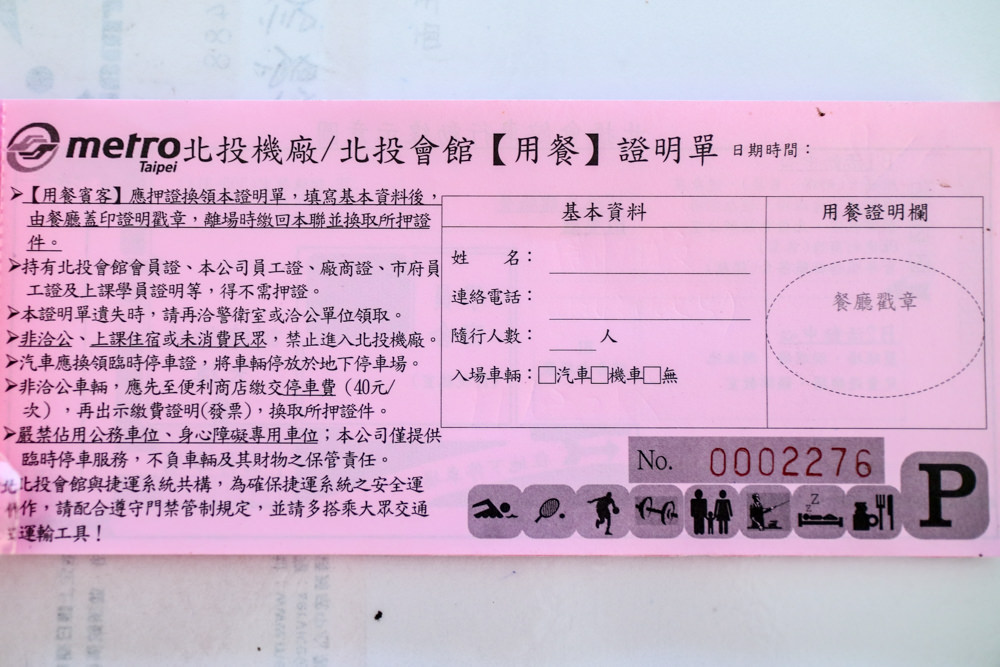 metro Taipei 北投機廠/北投會館【用餐】證明單 日期時間：
➢【用餐賓客】應押證換領本證明單，填寫基本資料後，
由餐廳蓋印證明戳章，離場時繳回本聯並換取所押證
件。
➢持有北投會館會員證、本公司員工證、廠商證、市府員
工證及上課學員證明等，得不需押證。
➢本證明單遺失時，請再洽警衛室或洽公單位領取。
➢非洽公、上課住宿或未消費民眾，禁止進入北投機廠。
➢汽車應換領臨時停車證，將車輛停放於地下停車場。
➢非洽公車輛，應先至便利商店繳交停車費（40元/
次），再出示繳費證明(發票)，換取所押證件。
➢嚴禁佔用公務車位、身心障礙專用車位；本公司僅提供
臨時停車服務，不負車輛及其財物之保管責任。
北投會館與捷運系統共構，為確保捷運系統之安全運
作，請配合遵守門禁管制規定，並請多搭乘大眾交通
運輸工具！
基本資料
姓　名：
連絡電話：
隨行人數：　人
入場車輛：□汽車□機車□無
用餐證明欄
餐廳戳章
No. 0002276
P